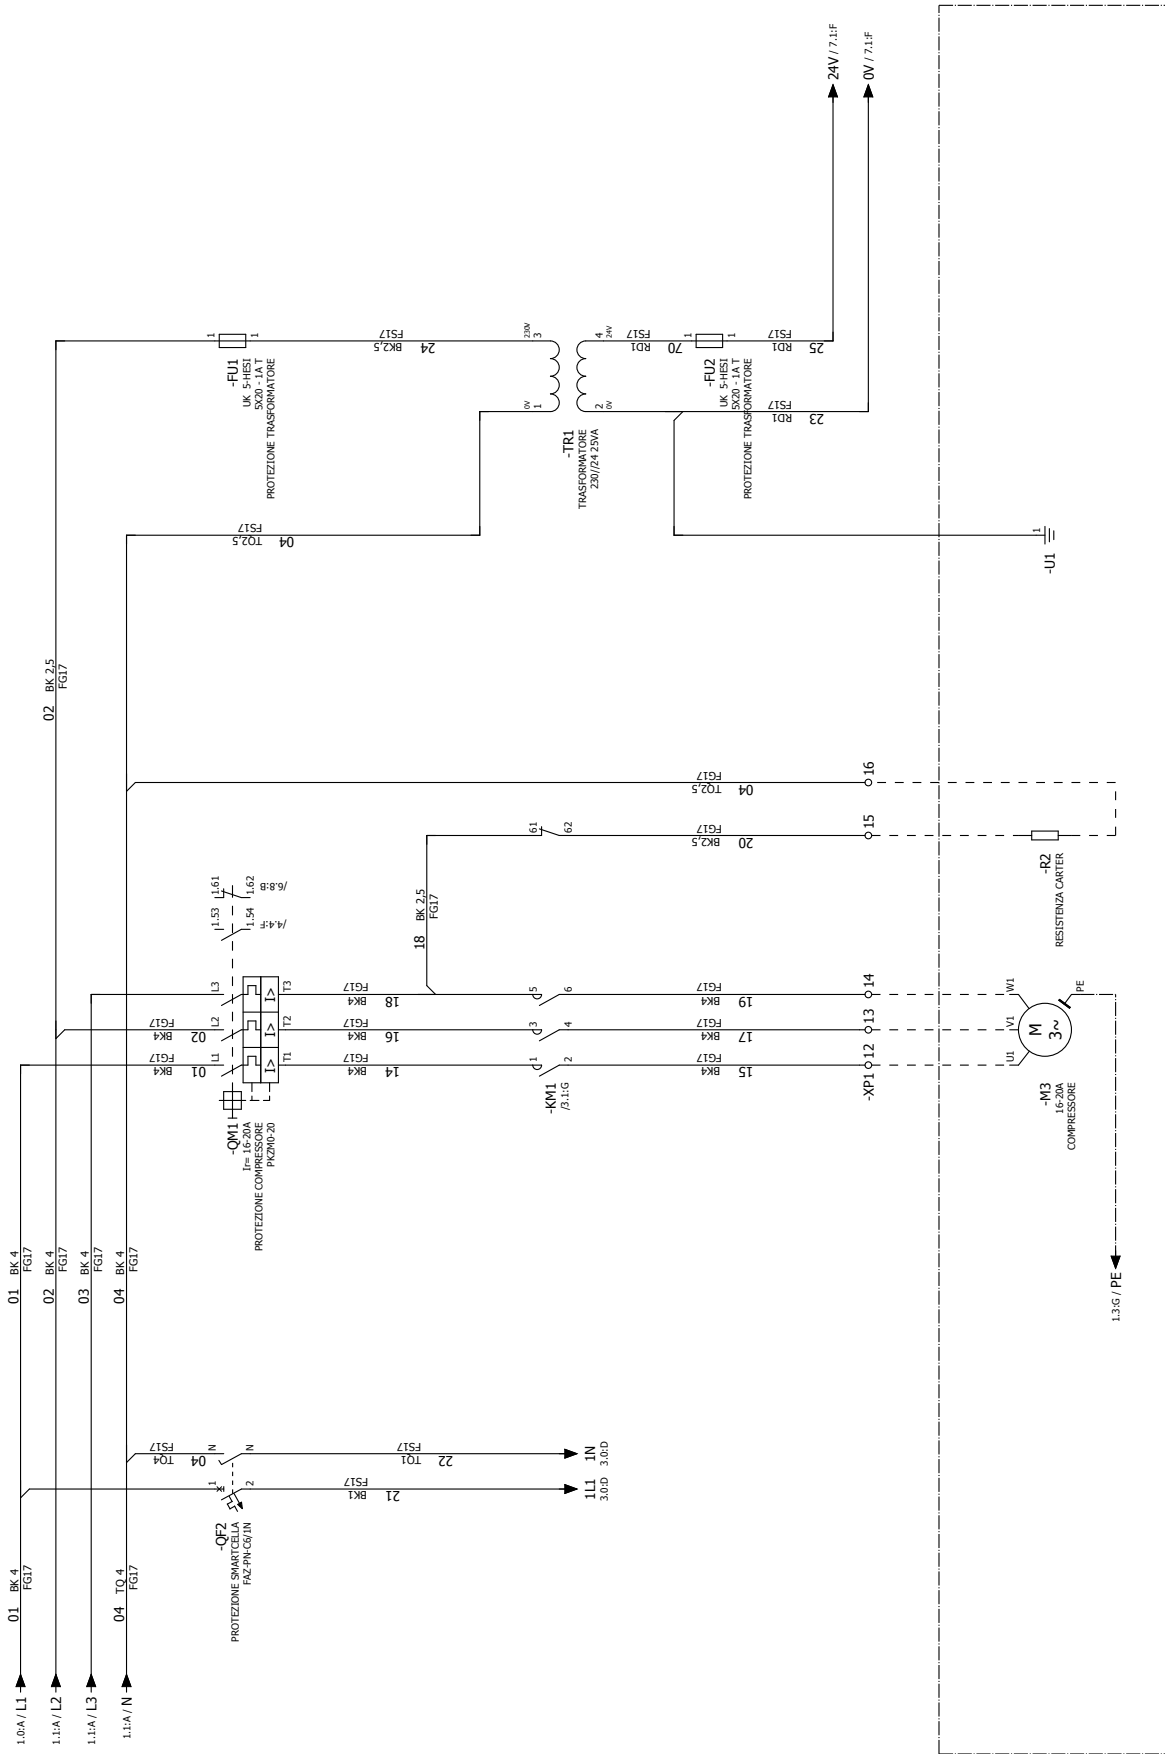 1.0:A / L1
1.1:A / L2
1.1:A / L3
1.1:A / N
01 BK 4
FG17
04 TQ 4
FG17
-QF2
PROTEZIONE SMARTCELLA
FAZ-PN-C6/1N
1
2
N
N
04 TQ4
FS17
21 BK1
FS17
22 TQ1
FS17
1L1
3.0:D
1N
3.0:D
01 BK 4
FG17
02 BK 4
FG17
03 BK 4
FG17
04 BK 4
FG17
-QM1
Ir= 16-20A
PROTEZIONE COMPRESSORE
PKZM0-20
01 BK4
FG17
02 BK4
FG17
L1
L2
L3
I>
I>
I>
T1
T2
T3
1.53
1.54
/4.4:F
1.61
1.62
/6.8:B
14 BK4
FG17
16 BK4
FG17
18 BK4
FG17
18 BK 2,5
FG17
-KM1
/3.1:G
1
2
3
4
5
6
61
62
15 BK4
FG17
17 BK4
FG17
19 BK4
FG17
20 BK2,5
FG17
04 TQ2,5
FG17
-XP1
12
13
14
15
16
U1
V1
W1
PE
M
3~
-M3
16-20A
COMPRESSORE
-R2
RESISTENZA CARTER
1.3:G / PE
02 BK 2,5
FG17
04 TQ2,5
FS17
-FU1
UK 5-HESI
5X20 - 1A T
PROTEZIONE TRASFORMATORE
1
1
24 BK2,5
FS17
0V
1
230V
3
-TR1
TRASFORMATORE
230//24 25VA
2
0V
4
24V
70 RD1
FS17
-FU2
UK 5-HESI
5X20 - 1A T
PROTEZIONE TRASFORMATORE
1
1
23 RD1
FS17
25 RD1
FS17
-U1
1
24V / 7.1:F
0V / 7.1:F